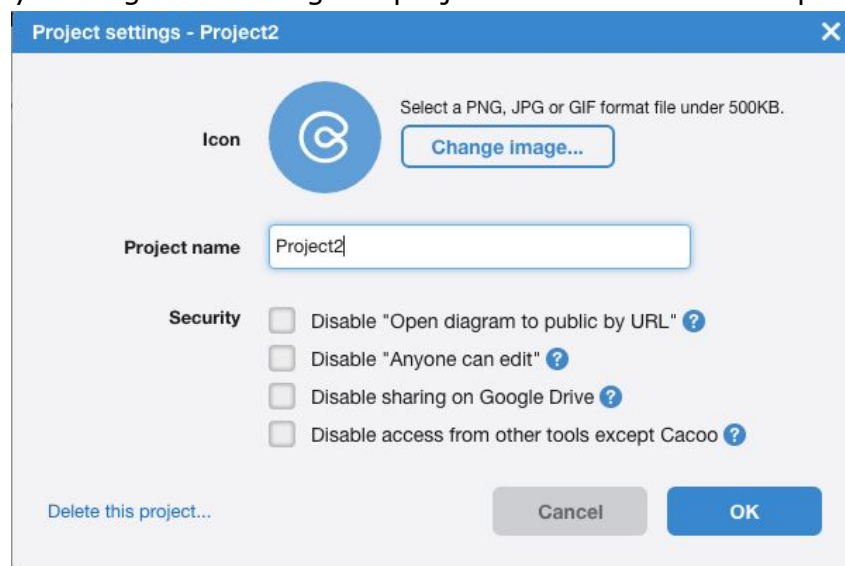 Project settings - Project2
Select a PNG, JPG or GIF format file under 500KB.
Icon
Change image...
Project name
Project2
Security
Disable "Open diagram to public by URL" ?
Disable "Anyone can edit" ?
Disable sharing on Google Drive ?
Disable access from other tools except Cacoo ?
Delete this project...
Cancel
OK